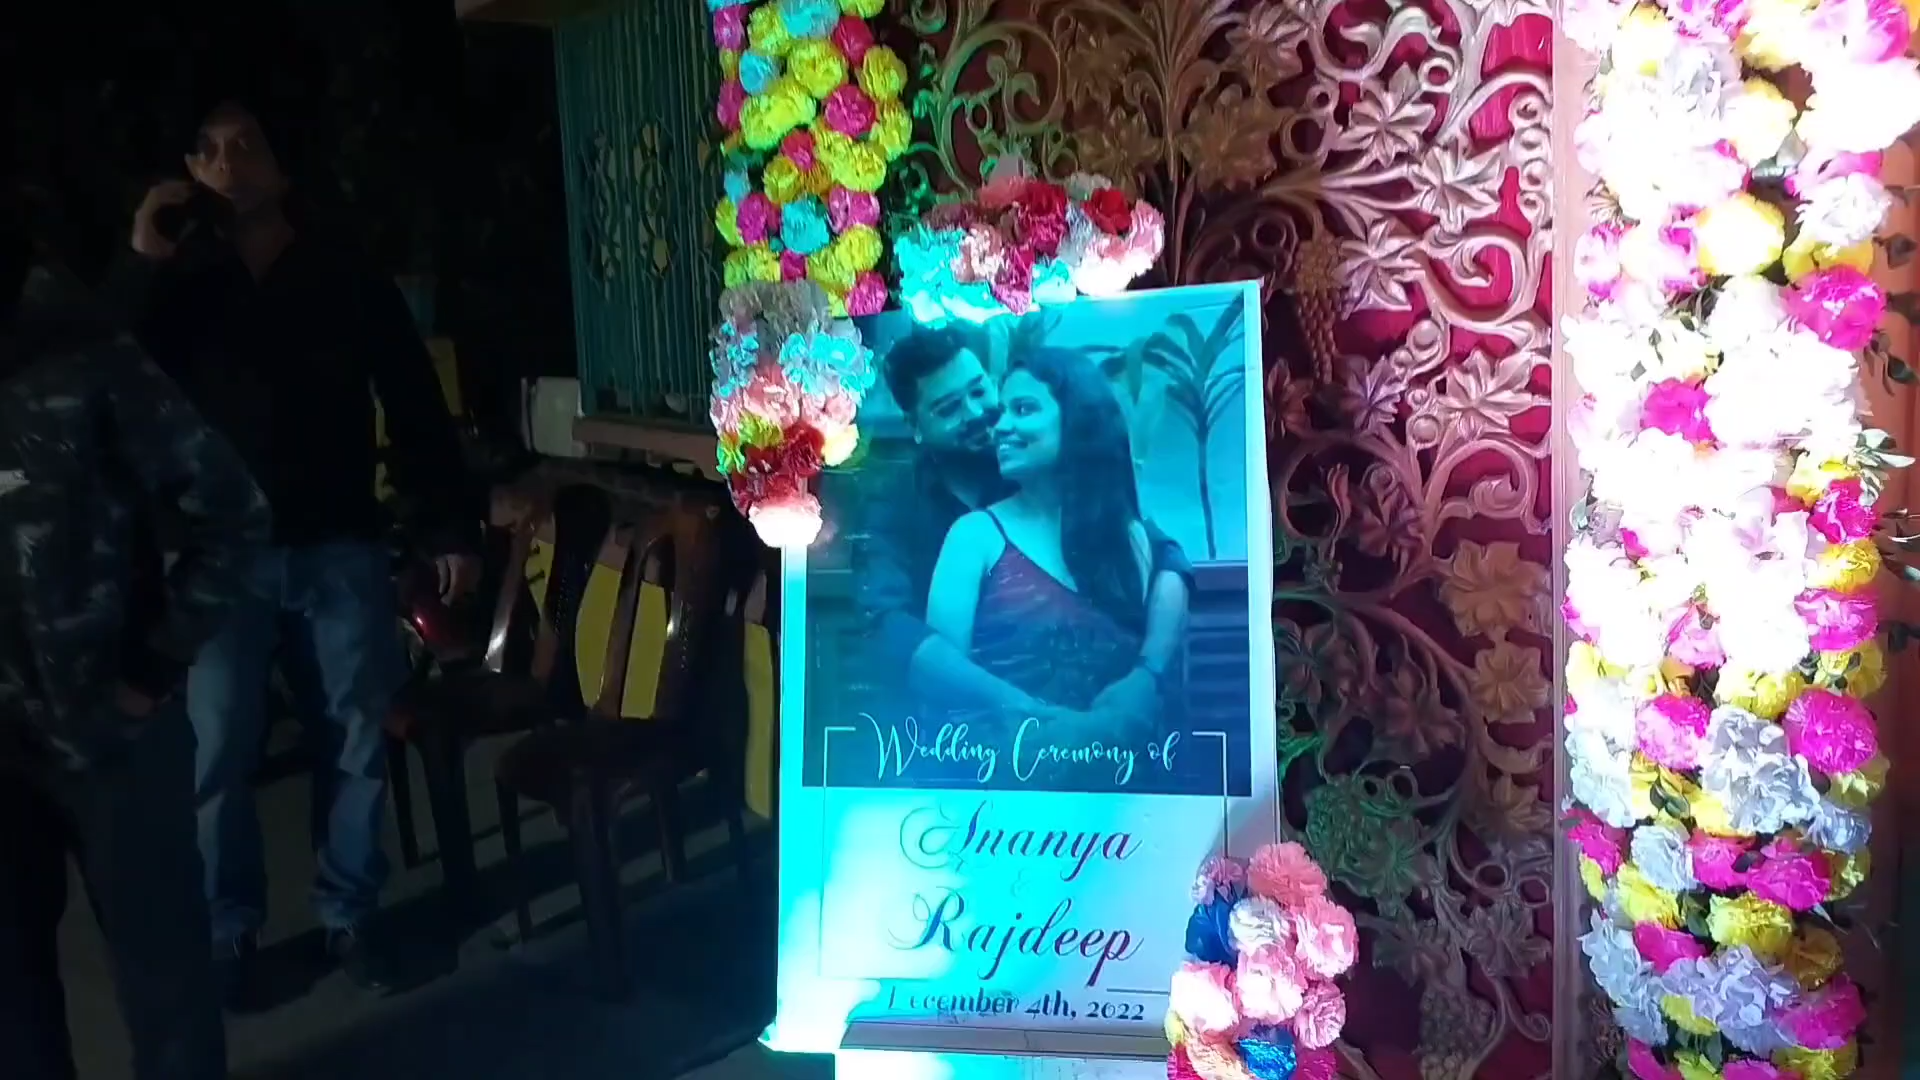 Wedding Ceremony of
Ananya
&
Rajdeep
December 4th, 2022